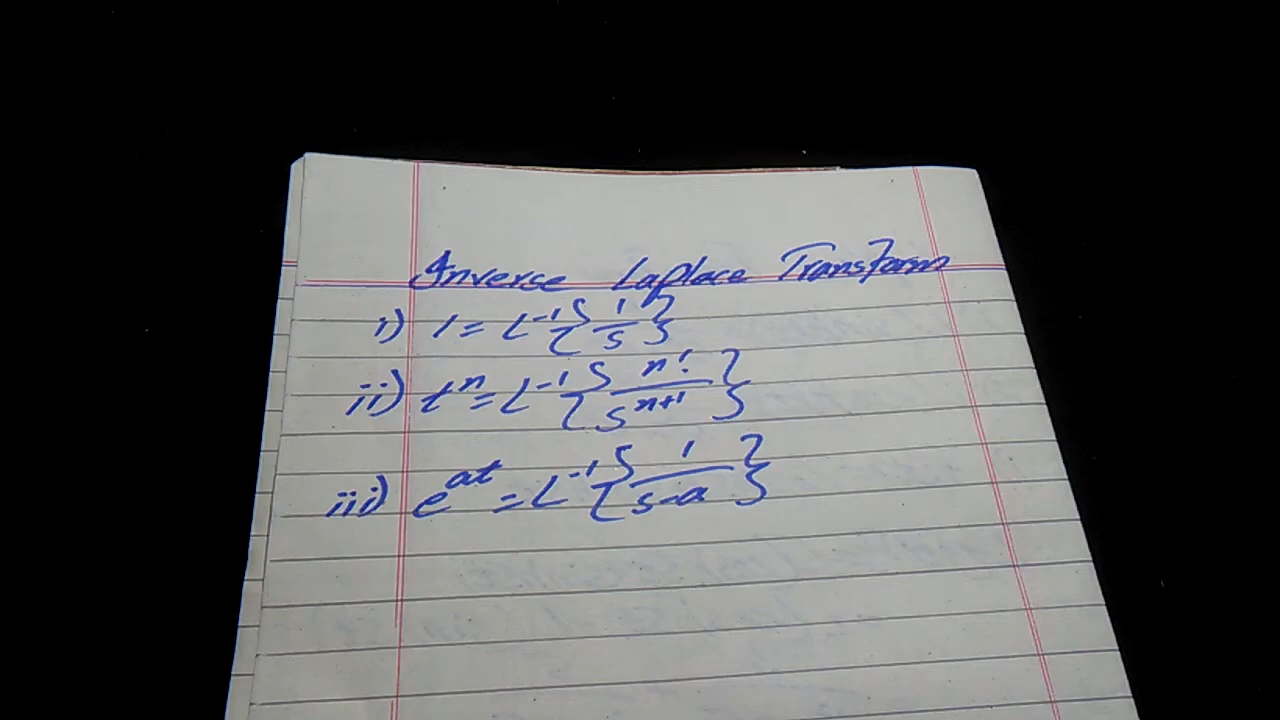 Inverse Laplace Transform
i) 1 = L⁻¹{1/s}
ii) tⁿ = L⁻¹{n!/sⁿ⁺¹}
iii) eᵃᵗ = L⁻¹{1/s-a}